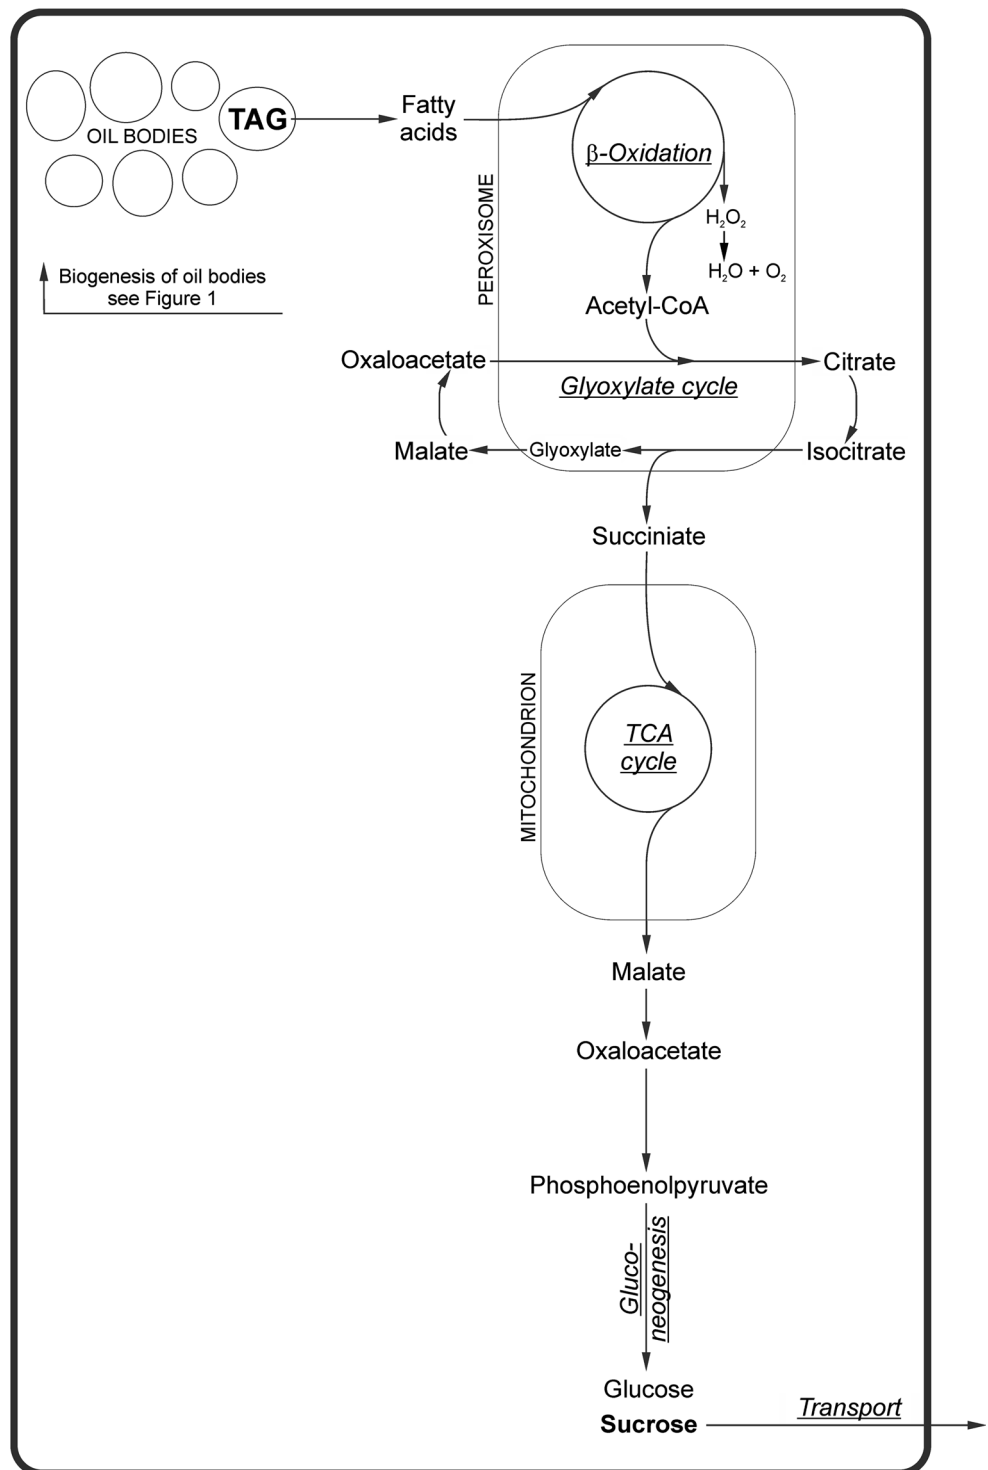 TAG
OIL BODIES
Fatty
acids
β-Oxidation
H₂O₂
H₂O + O₂
PEROXISOME
Biogenesis of oil bodies
see Figure 1
Acetyl-CoA
Oxaloacetate
Citrate
Glyoxylate cycle
Malate
Glyoxylate
Isocitrate
Succiniate
MITOCHONDRION
TCA
cycle
Malate
Oxaloacetate
Phosphoenolpyruvate
Gluco-
neogenesis
Glucose
Sucrose
Transport